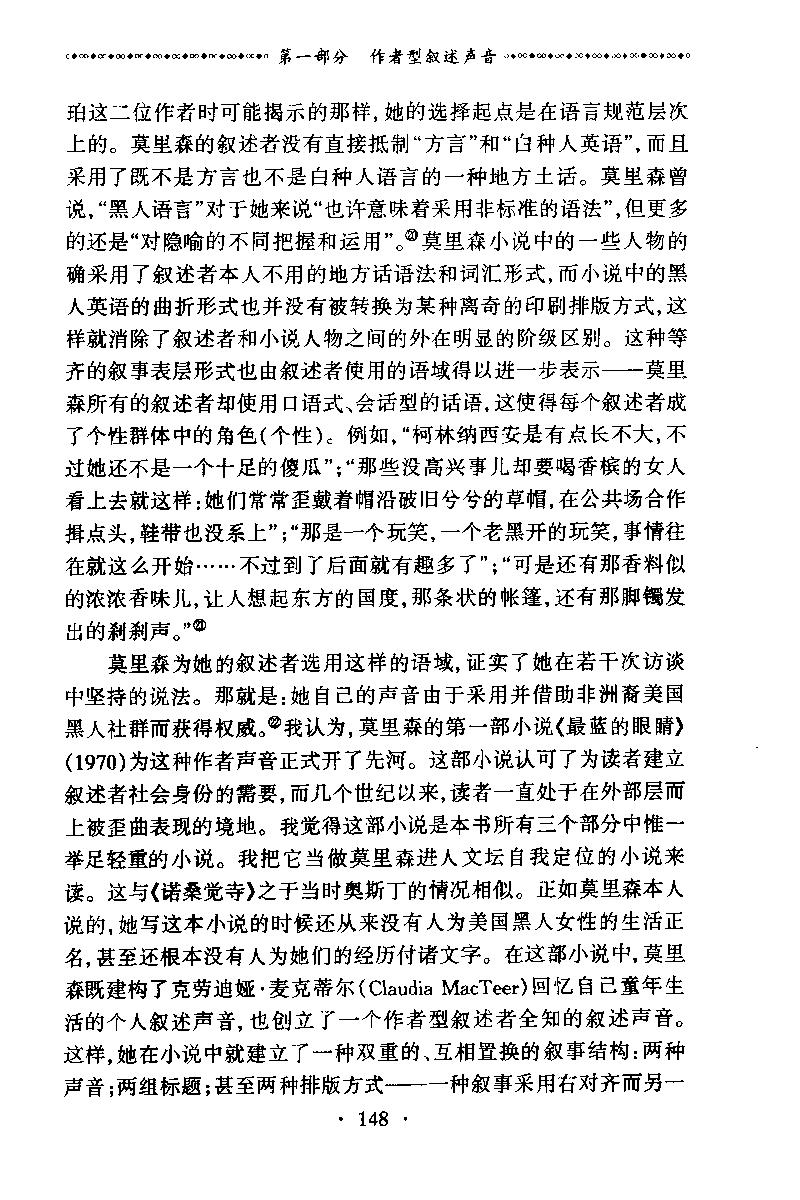 第一部分 作者型叙述声音
珀这二位作者时可能揭示的那样,她的选择起点是在语言规范层次
上的。莫里森的叙述者没有直接抵制“方言”和“白种人英语”,而且
采用了既不是方言也不是白种人语言的一种地方土话。莫里森曾
说,“黑人语言”对于她来说“也许意味着采用非标准的语法”,但更多
的还是“对隐喻的不同把握和运用”。⑳莫里森小说中的一些人物的
确采用了叙述者本人不用的地方话语法和词汇形式,而小说中的黑
人英语的曲折形式也并没有被转换为某种离奇的印刷排版方式,这
样就消除了叙述者和小说人物之间的外在明显的阶级区别。这种等
齐的叙事表层形式也由叙述者使用的语域得以进一步表示——莫里
森所有的叙述者却使用口语式、会话型的话语,这使得每个叙述者成
了个性群体中的角色(个性)。例如,“柯林纳西安是有点长不大,不
过她还不是一个十足的傻瓜”;“那些没高兴事儿却要喝香槟的女人
看上去就这样:她们常常歪戴着帽沿破旧兮兮的草帽,在公共场合作
揖点头,鞋带也没系上”;“那是一个玩笑,一个老黑开的玩笑,事情往
往就这么开始……不过到了后面就有趣多了”;“可是还有那香料似
的浓浓香味儿,让人想起东方的国度,那条状的帐篷,还有那脚镯发
出的刹刹声。”㉑
莫里森为她的叙述者选用这样的语域,证实了她在若干次访谈
中坚持的说法。那就是:她自己的声音由于采用并借助非洲裔美国
黑人社群而获得权威。㉒我认为,莫里森的第一部小说《最蓝的眼睛》
(1970)为这种作者声音正式开了先河。这部小说认可了为读者建立
叙述者社会身份的需要,而几个世纪以来,读者一直处于在外部层面
上被歪曲表现的境地。我觉得这部小说是本书所有三个部分中惟一
举足轻重的小说。我把它当做莫里森进人文坛自我定位的小说来
读。这与《诺桑觉寺》之于当时奥斯丁的情况相似。正如莫里森本人
说的,她写这本小说的时候还从来没有人为美国黑人女性的生活正
名,甚至还根本没有人为她们的经历付诸文字。在这部小说中,莫里
森既建构了克劳迪娅·麦克蒂尔(Claudia MacTeer)回忆自己童年生
活的个人叙述声音,也创立了一个作者型叙述者全知的叙述声音。
这样,她在小说中就建立了一种双重的、互相置换的叙事结构:两种
声音;两组标题;甚至两种排版方式——一种叙事采用右对齐而另一
· 148 ·